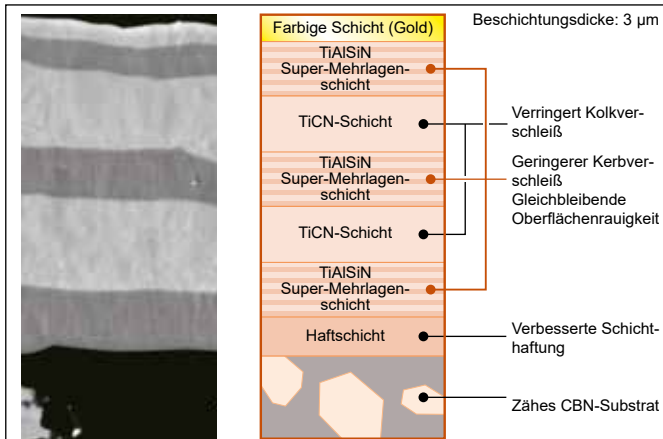 Farbige Schicht (Gold)
Beschichtungsdicke: 3 µm
TiAlSiN
Super-Mehrlagen-
schicht
TiCN-Schicht
Verringert Kolkver-
schleiß
TiAlSiN
Super-Mehrlagen-
schicht
Geringerer Kerbver-
schleiß
Gleichbleibende
Oberflächenrauigkeit
TiCN-Schicht
TiAlSiN
Super-Mehrlagen-
schicht
Haftschicht
Verbesserte Schicht-
haftung
Zähes CBN-Substrat